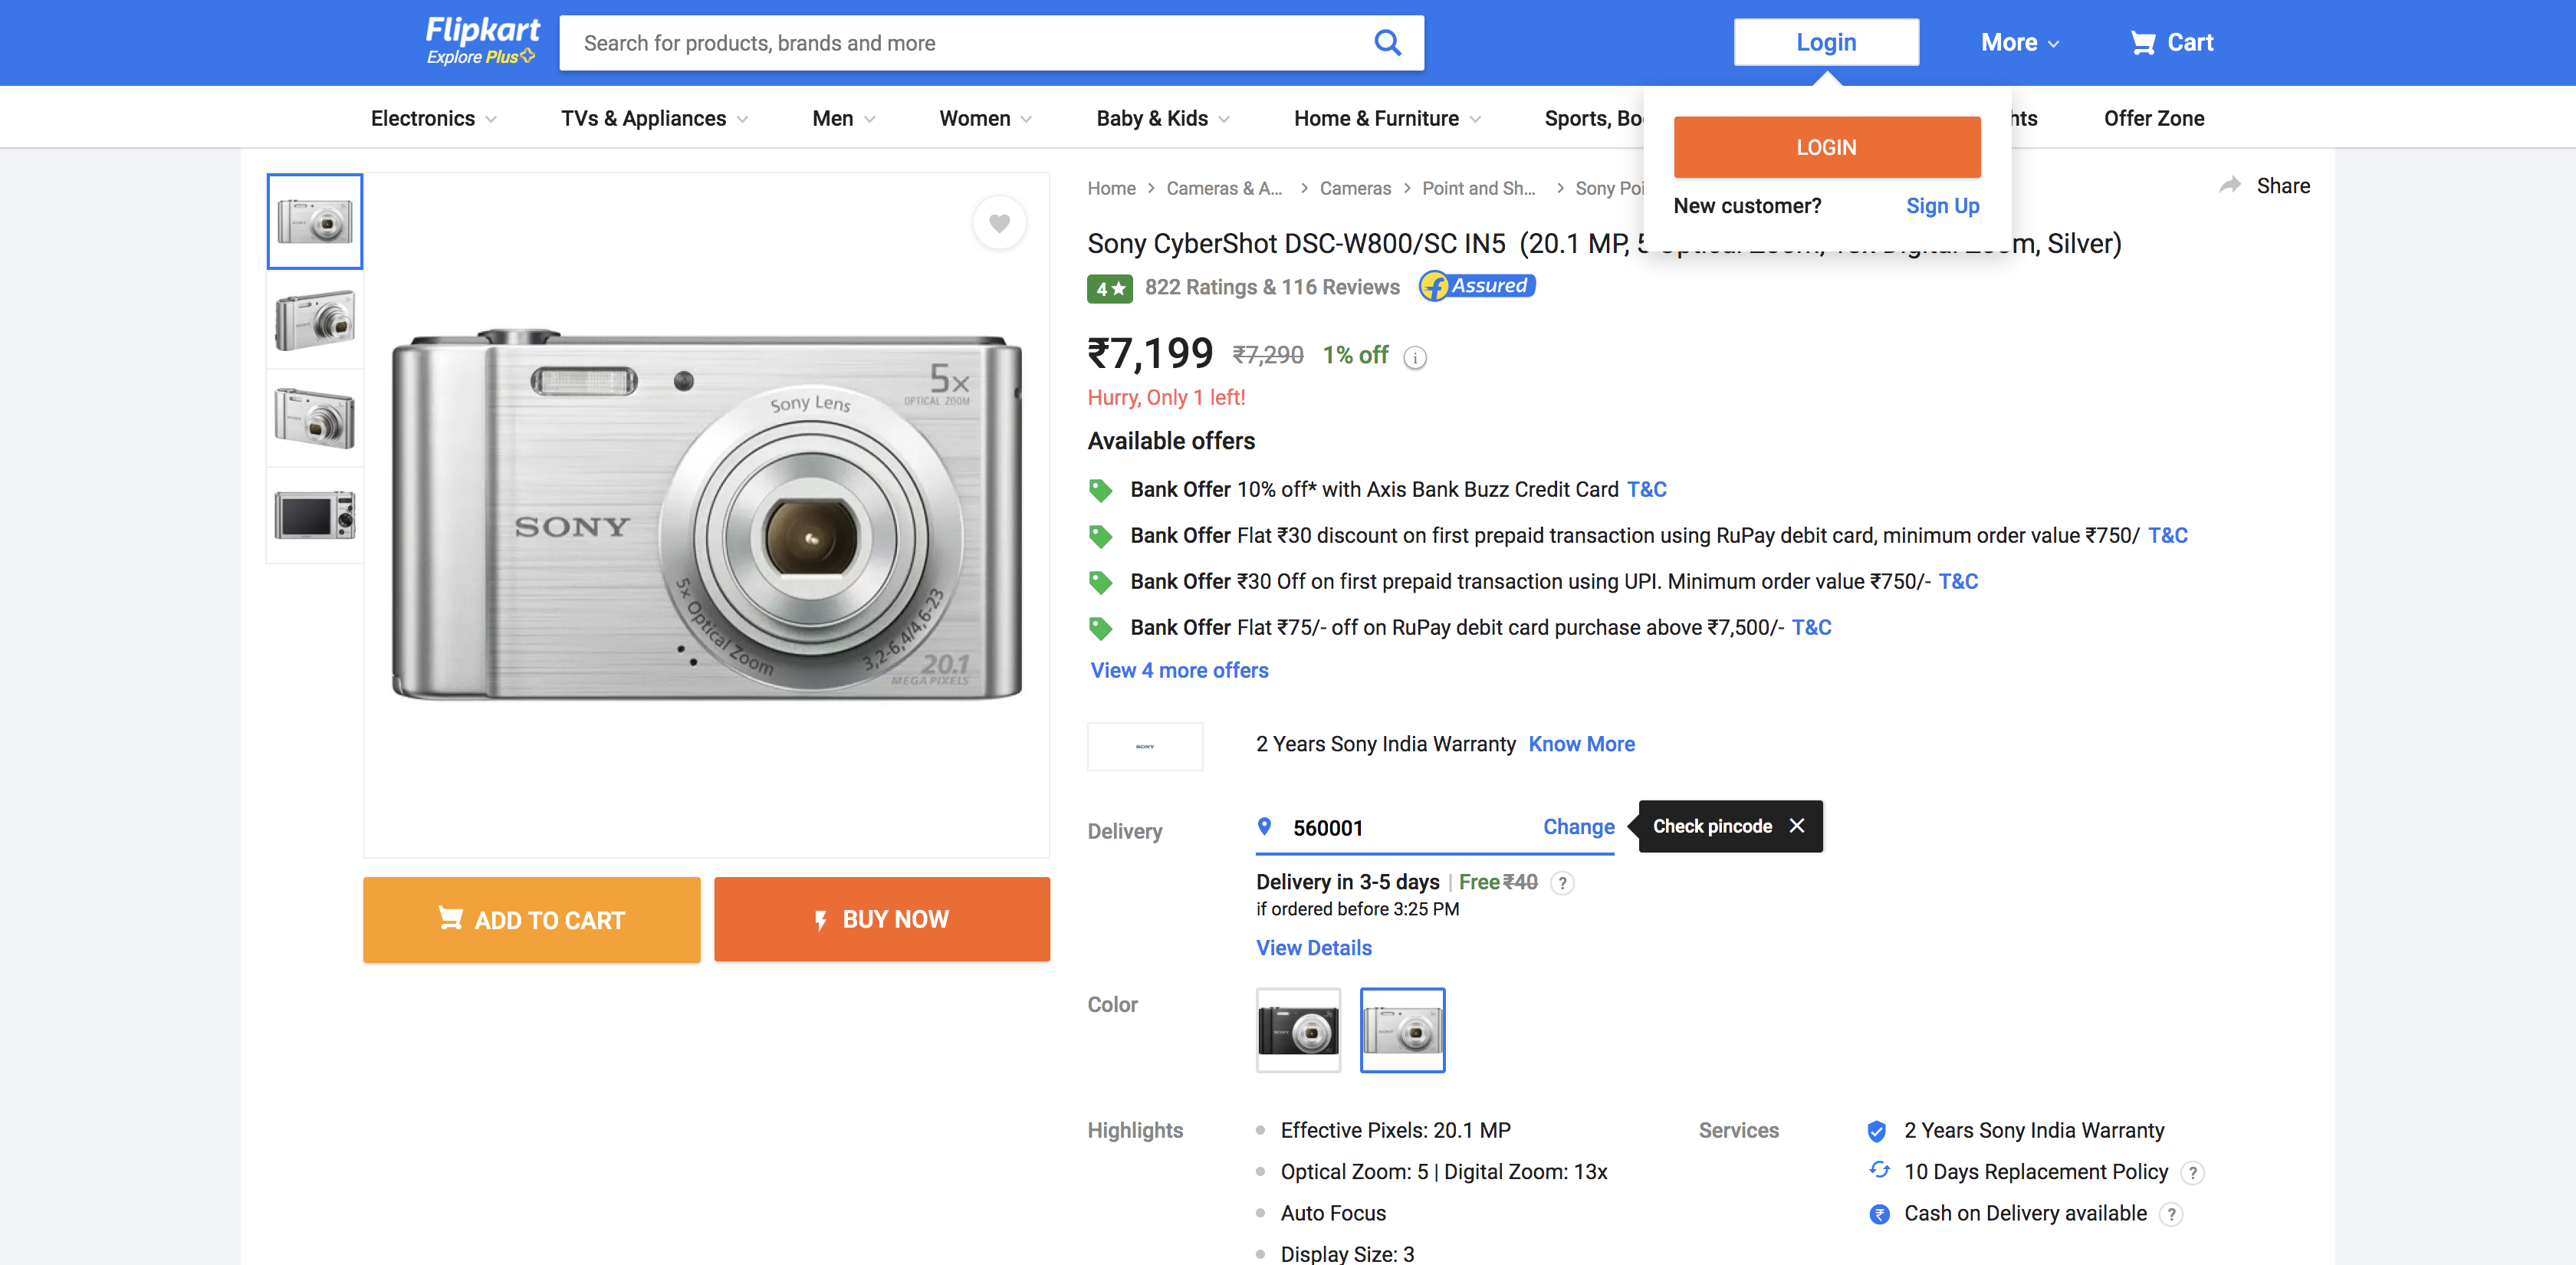 Flipkart
Explore Plus
Search for products, brands and more
Login
More
Cart
Electronics
TVs & Appliances
Men
Women
Baby & Kids
Home & Furniture
Sports, Bo
hts
Offer Zone
LOGIN
New customer? Sign Up
Home > Cameras & A... > Cameras > Point and Sh... > Sony Poi
Share
Sony CyberShot DSC-W800/SC IN5 (20.1 MP, 5 Optical Zoom, 13x Digital Zoom, Silver)
4★ 822 Ratings & 116 Reviews Assured
₹7,199 ₹7,290 1% off
Hurry, Only 1 left!
Available offers
Bank Offer 10% off* with Axis Bank Buzz Credit Card T&C
Bank Offer Flat ₹30 discount on first prepaid transaction using RuPay debit card, minimum order value ₹750/ T&C
Bank Offer ₹30 Off on first prepaid transaction using UPI. Minimum order value ₹750/- T&C
Bank Offer Flat ₹75/- off on RuPay debit card purchase above ₹7,500/- T&C
View 4 more offers
5x
OPTICAL ZOOM
Sony Lens
SONY
5x Optical Zoom
3,2-6,4/4,6-23
20.1
MEGA PIXELS
ADD TO CART
BUY NOW
SONY
2 Years Sony India Warranty Know More
Delivery
560001
Change
Check pincode
Delivery in 3-5 days | Free ₹40 ?
if ordered before 3:25 PM
View Details
Color
Highlights
Effective Pixels: 20.1 MP
Optical Zoom: 5 | Digital Zoom: 13x
Auto Focus
Display Size: 3
Services
2 Years Sony India Warranty
10 Days Replacement Policy ?
Cash on Delivery available ?